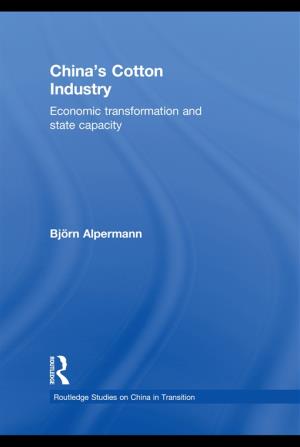 China's Cotton
Industry
Economic transformation and
state capacity
Björn Alpermann
ROUTLEDGE
Routledge Studies on China in Transition